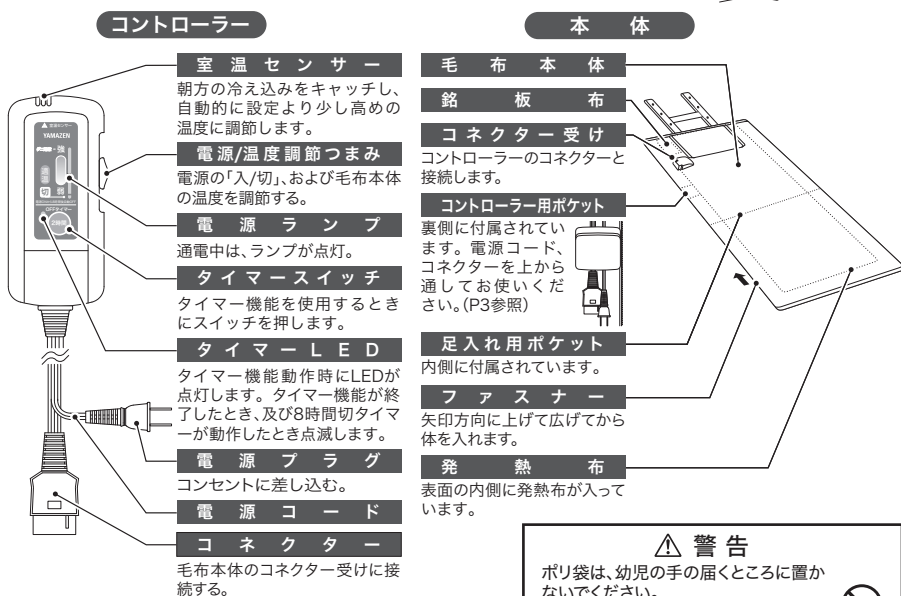 コントローラー
室温センサー
朝方の冷え込みをキャッチし、
自動的に設定より少し高めの
温度に調節します。
電源/温度調節つまみ
電源の「入/切」、および毛布本体
の温度を調節する。
電源ランプ
通電中は、ランプが点灯。
タイマースイッチ
タイマー機能を使用するとき
にスイッチを押します。
タイマーLED
タイマー機能動作時にLEDが
点灯します。タイマー機能が終
了したとき、及び8時間切タイマ
ーが動作したとき点滅します。
電源プラグ
コンセントに差し込む。
電源コード
コネクター
毛布本体のコネクター受けに接
続する。
YAMAZEN
強
切
弱
OFFタイマー
本体
毛布本体
銘板布
コネクター受け
コントローラーのコネクターと
接続します。
コントローラー用ポケット
裏側に付属されてい
ます。電源コード、
コネクターを上から
通してお使いくだ
さい。(P3参照)
足入れ用ポケット
内側に付属されています。
ファスナー
矢印方向に上げて広げてから
体を入れます。
発熱布
表面の内側に発熱布が入って
います。
警告
ポリ袋は、幼児の手の届くところに置か
ないでください。